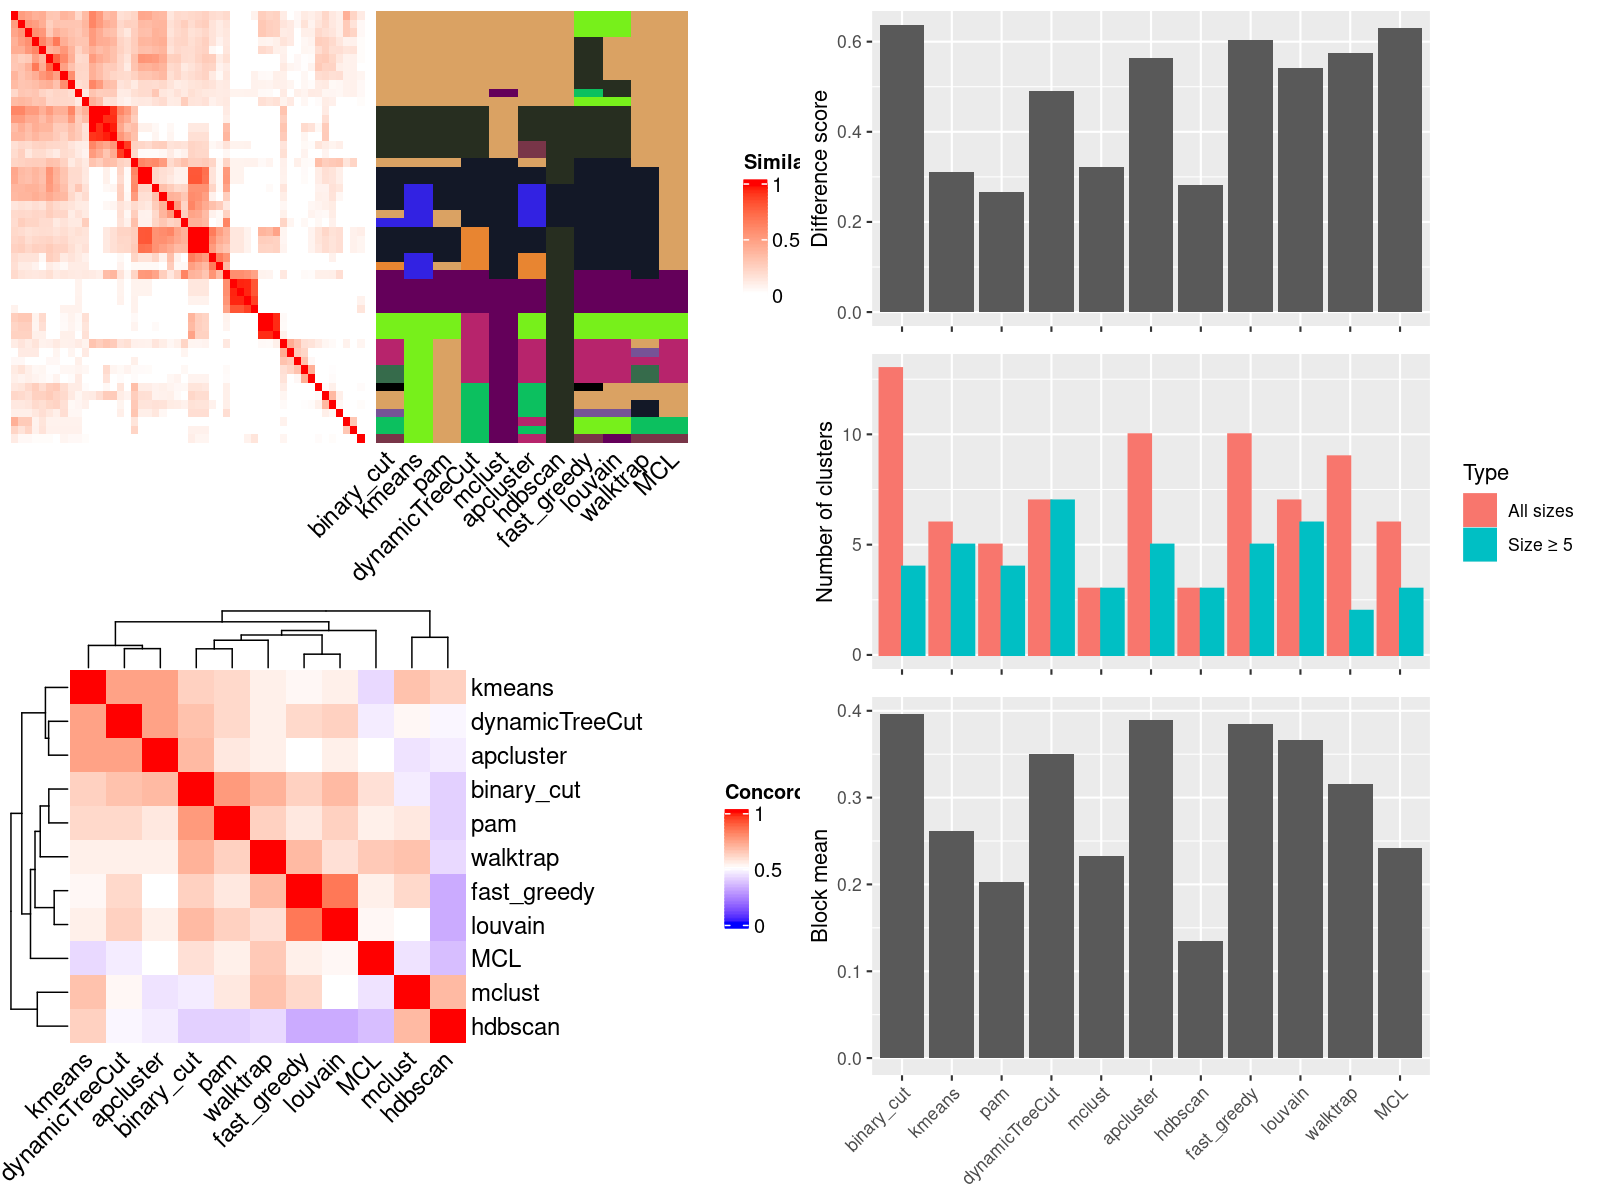 Simila
1
0.5
0
binary_cut
kmeans
pam
dynamicTreeCut
mclust
apcluster
hdbscan
fast_greedy
louvain
walktrap
MCL
kmeans
dynamicTreeCut
apcluster
binary_cut
pam
walktrap
fast_greedy
louvain
MCL
mclust
hdbscan
Concord
1
0.5
0
kmeans
dynamicTreeCut
apcluster
binary_cut
pam
walktrap
fast_greedy
louvain
MCL
mclust
hdbscan
Difference score
0.6
0.4
0.2
0.0
Number of clusters
10
5
0
Type
All sizes
Size ≥ 5
Block mean
0.4
0.3
0.2
0.1
0.0
binary_cut
kmeans
pam
dynamicTreeCut
mclust
apcluster
hdbscan
fast_greedy
louvain
walktrap
MCL